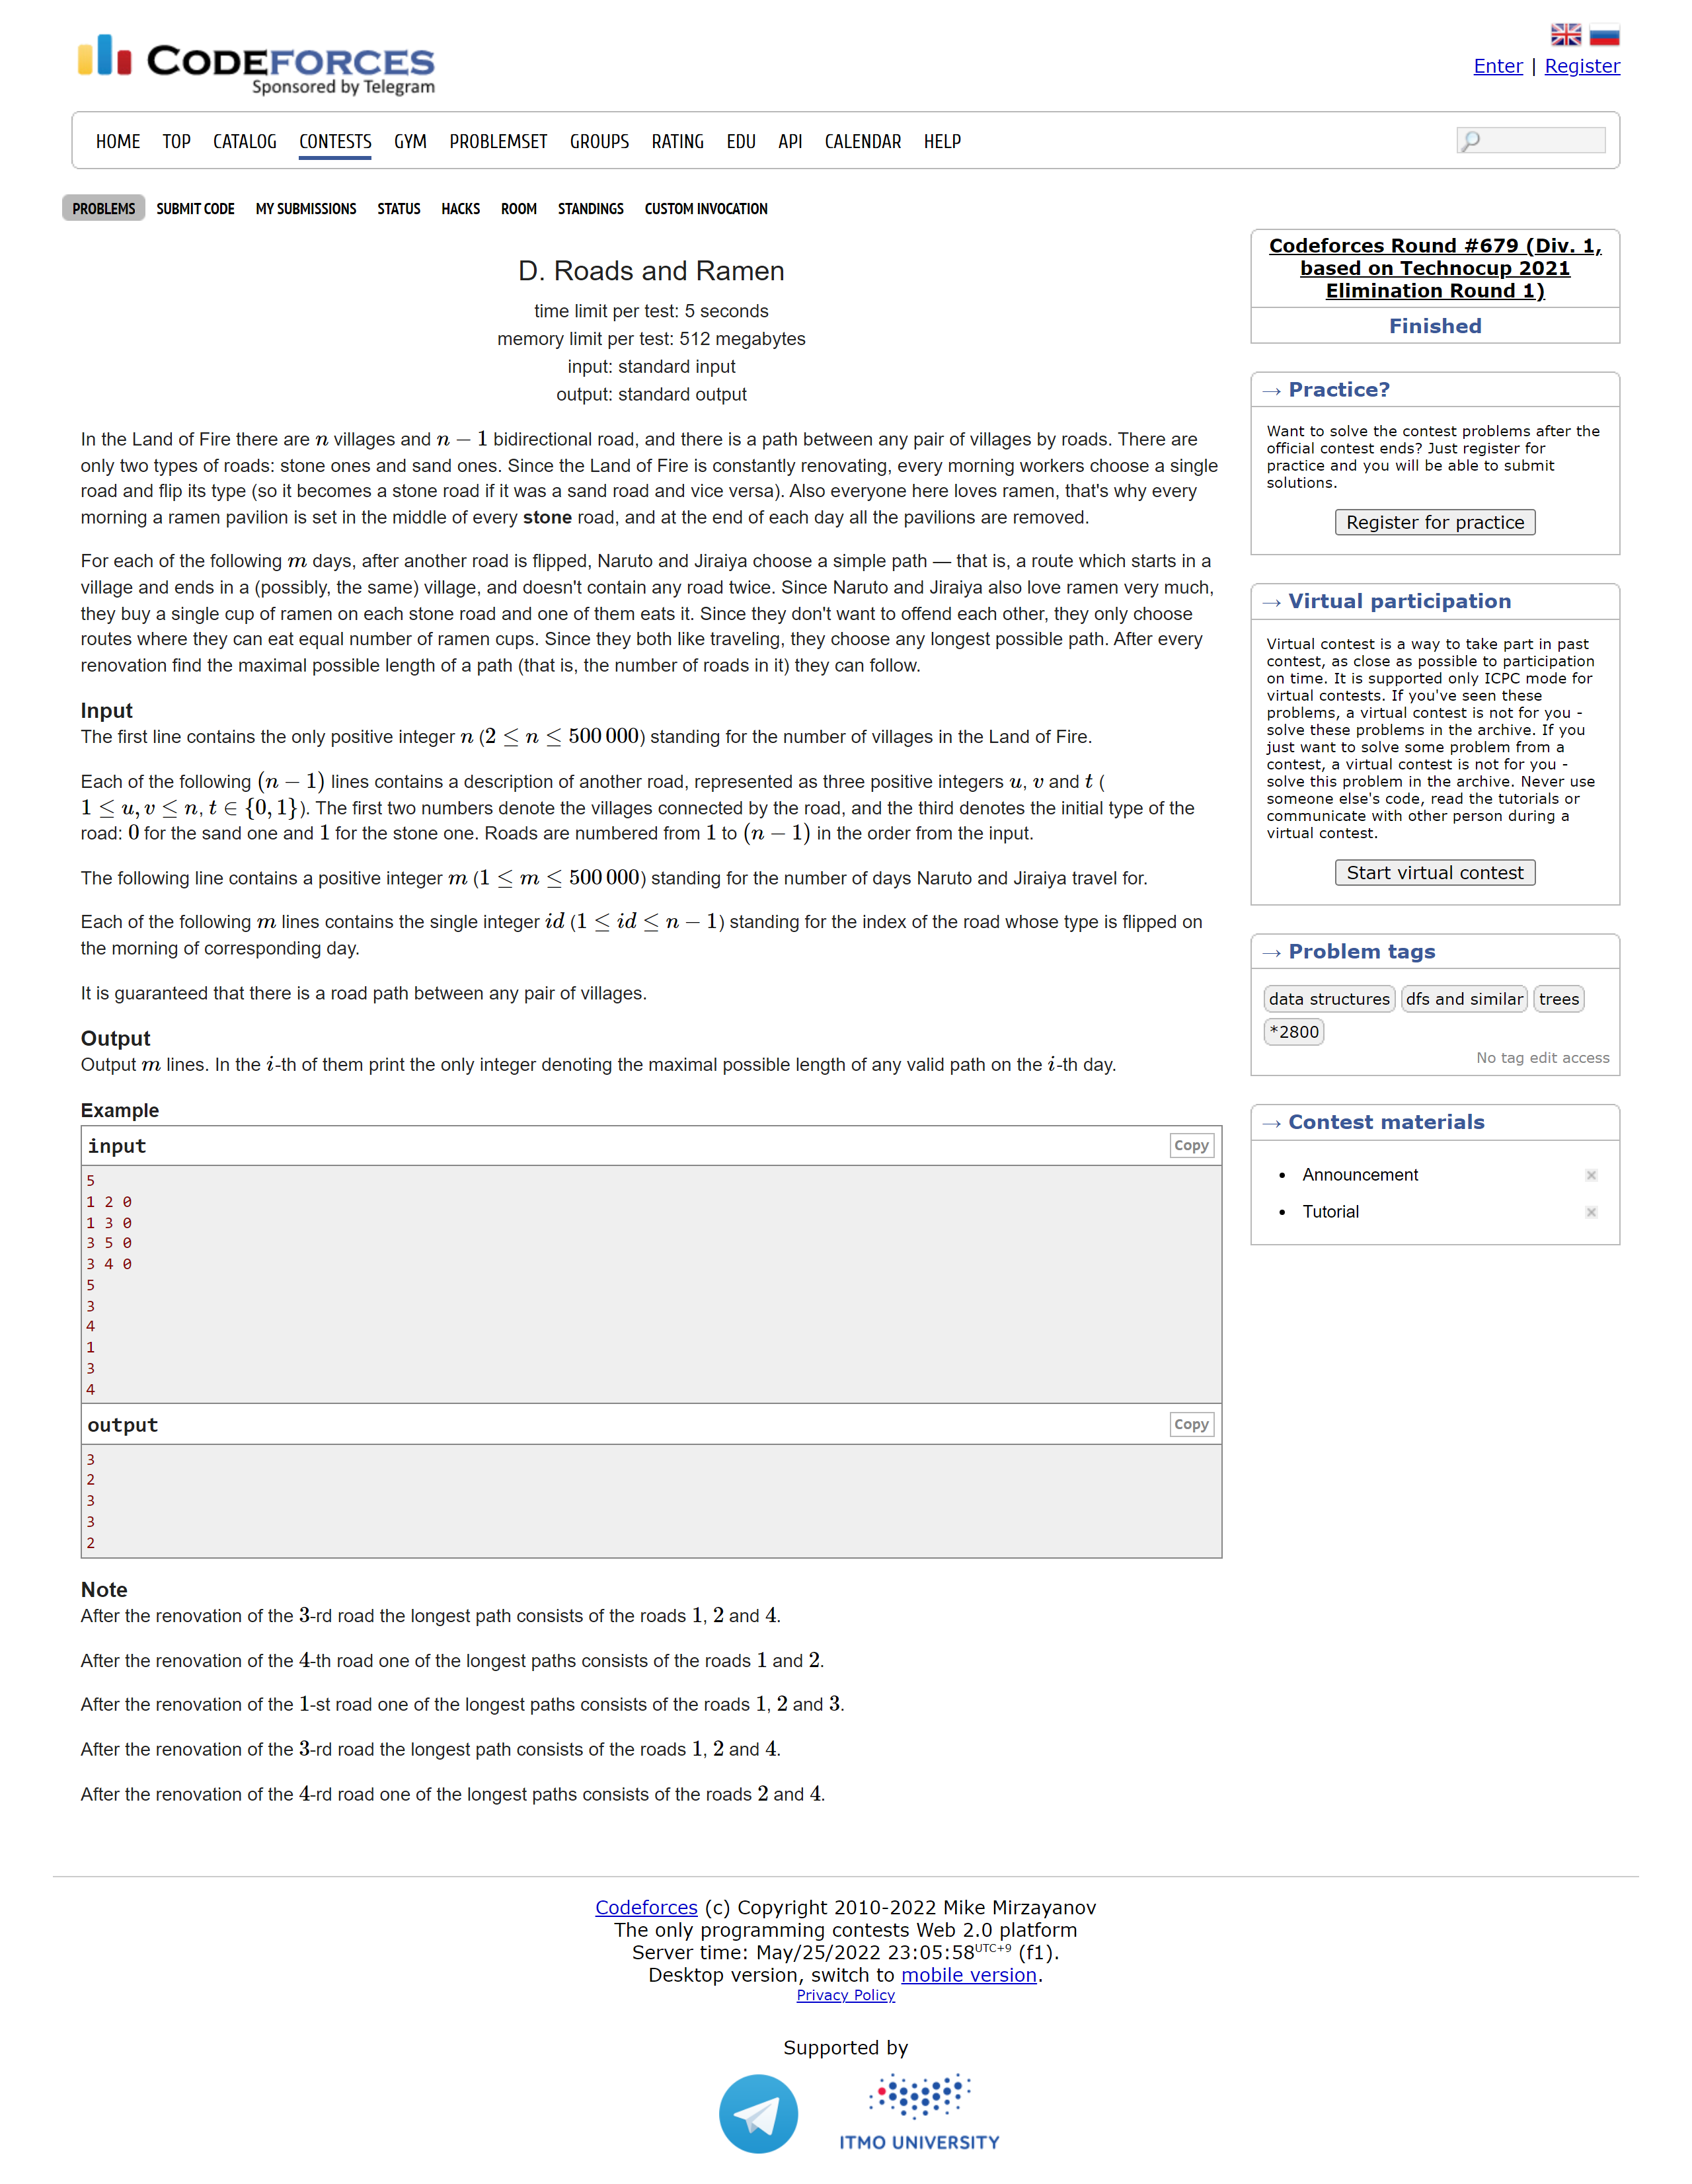 CODEFORCES
Sponsored by Telegram
Enter | Register
HOME TOP CATALOG CONTESTS GYM PROBLEMSET GROUPS RATING EDU API CALENDAR HELP
PROBLEMS SUBMIT CODE MY SUBMISSIONS STATUS HACKS ROOM STANDINGS CUSTOM INVOCATION
D. Roads and Ramen
time limit per test: 5 seconds
memory limit per test: 512 megabytes
input: standard input
output: standard output
In the Land of Fire there are n villages and n − 1 bidirectional road, and there is a path between any pair of villages by roads. There are
only two types of roads: stone ones and sand ones. Since the Land of Fire is constantly renovating, every morning workers choose a single
road and flip its type (so it becomes a stone road if it was a sand road and vice versa). Also everyone here loves ramen, that's why every
morning a ramen pavilion is set in the middle of every stone road, and at the end of each day all the pavilions are removed.
For each of the following m days, after another road is flipped, Naruto and Jiraiya choose a simple path — that is, a route which starts in a
village and ends in a (possibly, the same) village, and doesn't contain any road twice. Since Naruto and Jiraiya also love ramen very much,
they buy a single cup of ramen on each stone road and one of them eats it. Since they don't want to offend each other, they only choose
routes where they can eat equal number of ramen cups. Since they both like traveling, they choose any longest possible path. After every
renovation find the maximal possible length of a path (that is, the number of roads in it) they can follow.
Input
The first line contains the only positive integer n (2 ≤ n ≤ 500 000) standing for the number of villages in the Land of Fire.
Each of the following (n − 1) lines contains a description of another road, represented as three positive integers u, v and t (
1 ≤ u, v ≤ n, t ∈ {0, 1}). The first two numbers denote the villages connected by the road, and the third denotes the initial type of the
road: 0 for the sand one and 1 for the stone one. Roads are numbered from 1 to (n − 1) in the order from the input.
The following line contains a positive integer m (1 ≤ m ≤ 500 000) standing for the number of days Naruto and Jiraiya travel for.
Each of the following m lines contains the single integer id (1 ≤ id ≤ n − 1) standing for the index of the road whose type is flipped on
the morning of corresponding day.
It is guaranteed that there is a road path between any pair of villages.
Output
Output m lines. In the i-th of them print the only integer denoting the maximal possible length of any valid path on the i-th day.
Example
input
Copy
5
1 2 0
1 3 0
3 5 0
3 4 0
5
3
4
1
3
4
output
Copy
3
2
3
3
2
Note
After the renovation of the 3-rd road the longest path consists of the roads 1, 2 and 4.
After the renovation of the 4-th road one of the longest paths consists of the roads 1 and 2.
After the renovation of the 1-st road one of the longest paths consists of the roads 1, 2 and 3.
After the renovation of the 3-rd road the longest path consists of the roads 1, 2 and 4.
After the renovation of the 4-rd road one of the longest paths consists of the roads 2 and 4.
Codeforces Round #679 (Div. 1,
based on Technocup 2021
Elimination Round 1)
Finished
→ Practice?
Want to solve the contest problems after the
official contest ends? Just register for
practice and you will be able to submit
solutions.
Register for practice
→ Virtual participation
Virtual contest is a way to take part in past
contest, as close as possible to participation
on time. It is supported only ICPC mode for
virtual contests. If you've seen these
problems, a virtual contest is not for you -
solve these problems in the archive. If you
just want to solve some problem from a
contest, a virtual contest is not for you -
solve this problem in the archive. Never use
someone else's code, read the tutorials or
communicate with other person during a
virtual contest.
Start virtual contest
→ Problem tags
data structures dfs and similar trees
*2800
No tag edit access
→ Contest materials
• Announcement
• Tutorial
Codeforces (c) Copyright 2010-2022 Mike Mirzayanov
The only programming contests Web 2.0 platform
Server time: May/25/2022 23:05:58UTC+9 (f1).
Desktop version, switch to mobile version.
Privacy Policy
Supported by
ITMO UNIVERSITY